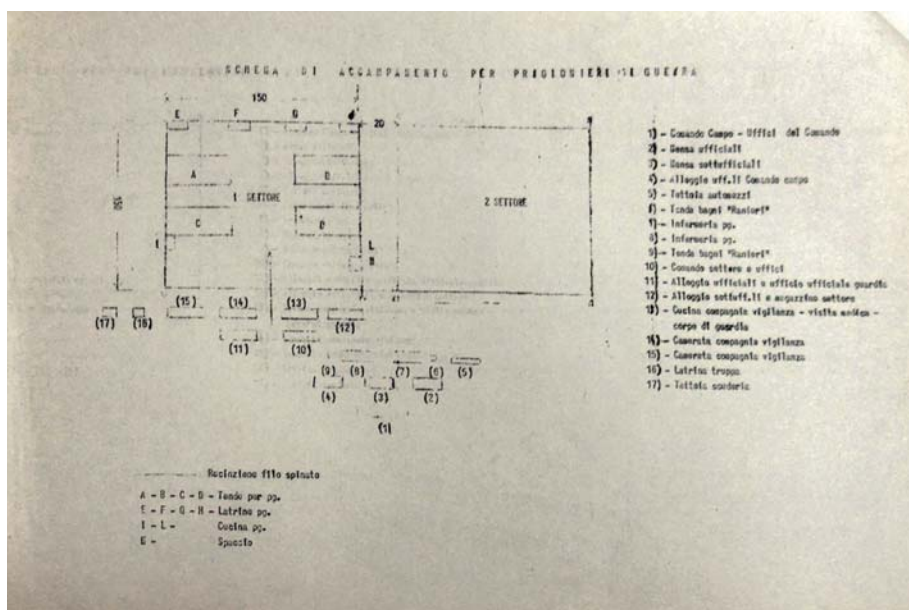 SCHEMA DI ACCAMPAMENTO PER PRIGIONIERI DI GUERRA
150
E F G
20
A
B
1 SETTORE
2 SETTORE
150
C
D
I
L
(15) (14) (13)
(17) (16) (12)
(11) (10)
(9) (8) (7) (6) (5)
(4) (3) (2)
(1)
1) - Comando Campo - Uffici del Comando
2) - Mensa ufficiali
3) - Mensa sottufficiali
4) - Alloggio uff.li Comando campo
5) - Tettoia automezzi
6) - Tenda bagni "Ranieri"
7) - Infermeria pg.
8) - Infermeria pg.
9) - Tenda bagni "Ranieri"
10) - Comando settore e uffici
11) - Alloggio ufficiali e ufficio ufficiale guardia
12) - Alloggio sottuff.li e magazzino settore
13) - Cucina compagnia vigilanza - visita medica -
corpo di guardia
14) - Camerata compagnia vigilanza
15) - Camerata compagnia vigilanza
16) - Latrina truppa
17) - Tettoia scuderia
Recinzione filo spinato
A - B - C - D - Tende per pg.
E - F - G - H - Latrine pg.
I - L - Cucina pg.
Spaccio